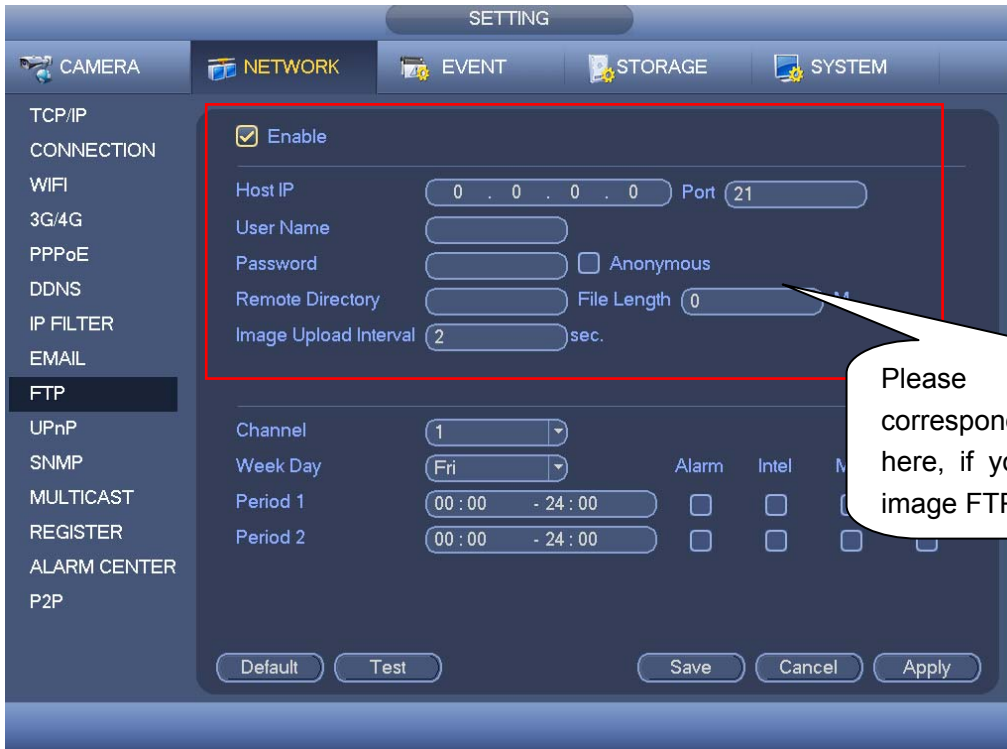 SETTING
CAMERA NETWORK EVENT STORAGE SYSTEM
TCP/IP
CONNECTION
WIFI
3G/4G
PPPoE
DDNS
IP FILTER
EMAIL
FTP
UPnP
SNMP
MULTICAST
REGISTER
ALARM CENTER
P2P
Enable
Host IP 0 . 0 . 0 . 0 Port 21
User Name
Password Anonymous
Remote Directory File Length 0 M
Image Upload Interval 2 sec.
Channel 1
Week Day Fri Alarm Intel
Period 1 00 : 00 - 24 : 00
Period 2 00 : 00 - 24 : 00
Default Test Save Cancel Apply
Please
here, if
image